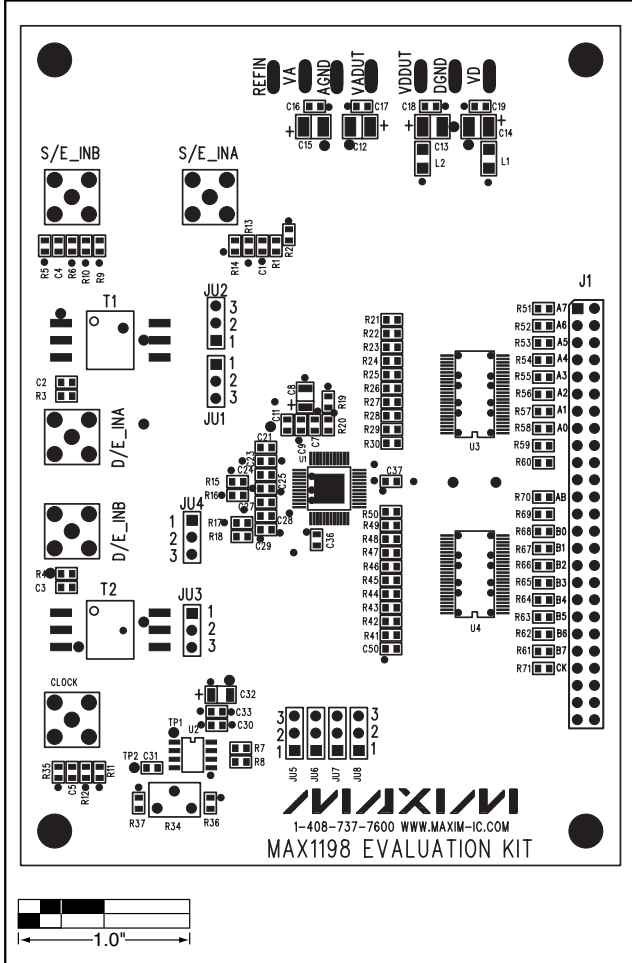 REFIN VA AGND VADUT VDDUT DGND VD
C16 C17 C18 C19
+ + + +
C15 C12 C13 C14
L2 L1
S/E_INB S/E_INA
R5 C4 R6 R10 R9
R14 R13 C1 R1 R2
T1
JU2
3
2
1
1
2
3
JU1
C2
R3
D/E_INA
J1
R21
R22
R23
R24
R25
R26
R27
R28
R29
R30
R51 A7
R52 A6
R53 A5
R54 A4
R55 A3
R56 A2
R57 A1
R58 A0
R59
R60
U3
C8
+
R19
C11 C9 C7 R20
U1
C21
C23
C24
C25
R15
R16
C27
C28
R17
R18
C29
C36
C37
JU4
1
2
3
D/E_INB
R4
C3
R50
R49
R48
R47
R46
R45
R44
R43
R42
R41
C50
R70 AB
R69
R68 B0
R67 B1
R66 B2
R65 B3
R64 B4
R63 B5
R62 B6
R61 B7
R71 CK
U4
T2
JU3
1
2
3
CLOCK
R35 C5 R12 R11
+ C32
C33
C30
TP1
U2
TP2 C31
R7
R8
R37 R34 R36
3 3
2 2
1 1
JU5 JU6 JU7 JU8
MAXIM
1-408-737-7600 WWW.MAXIM-IC.COM
MAX1198 EVALUATION KIT
1.0"